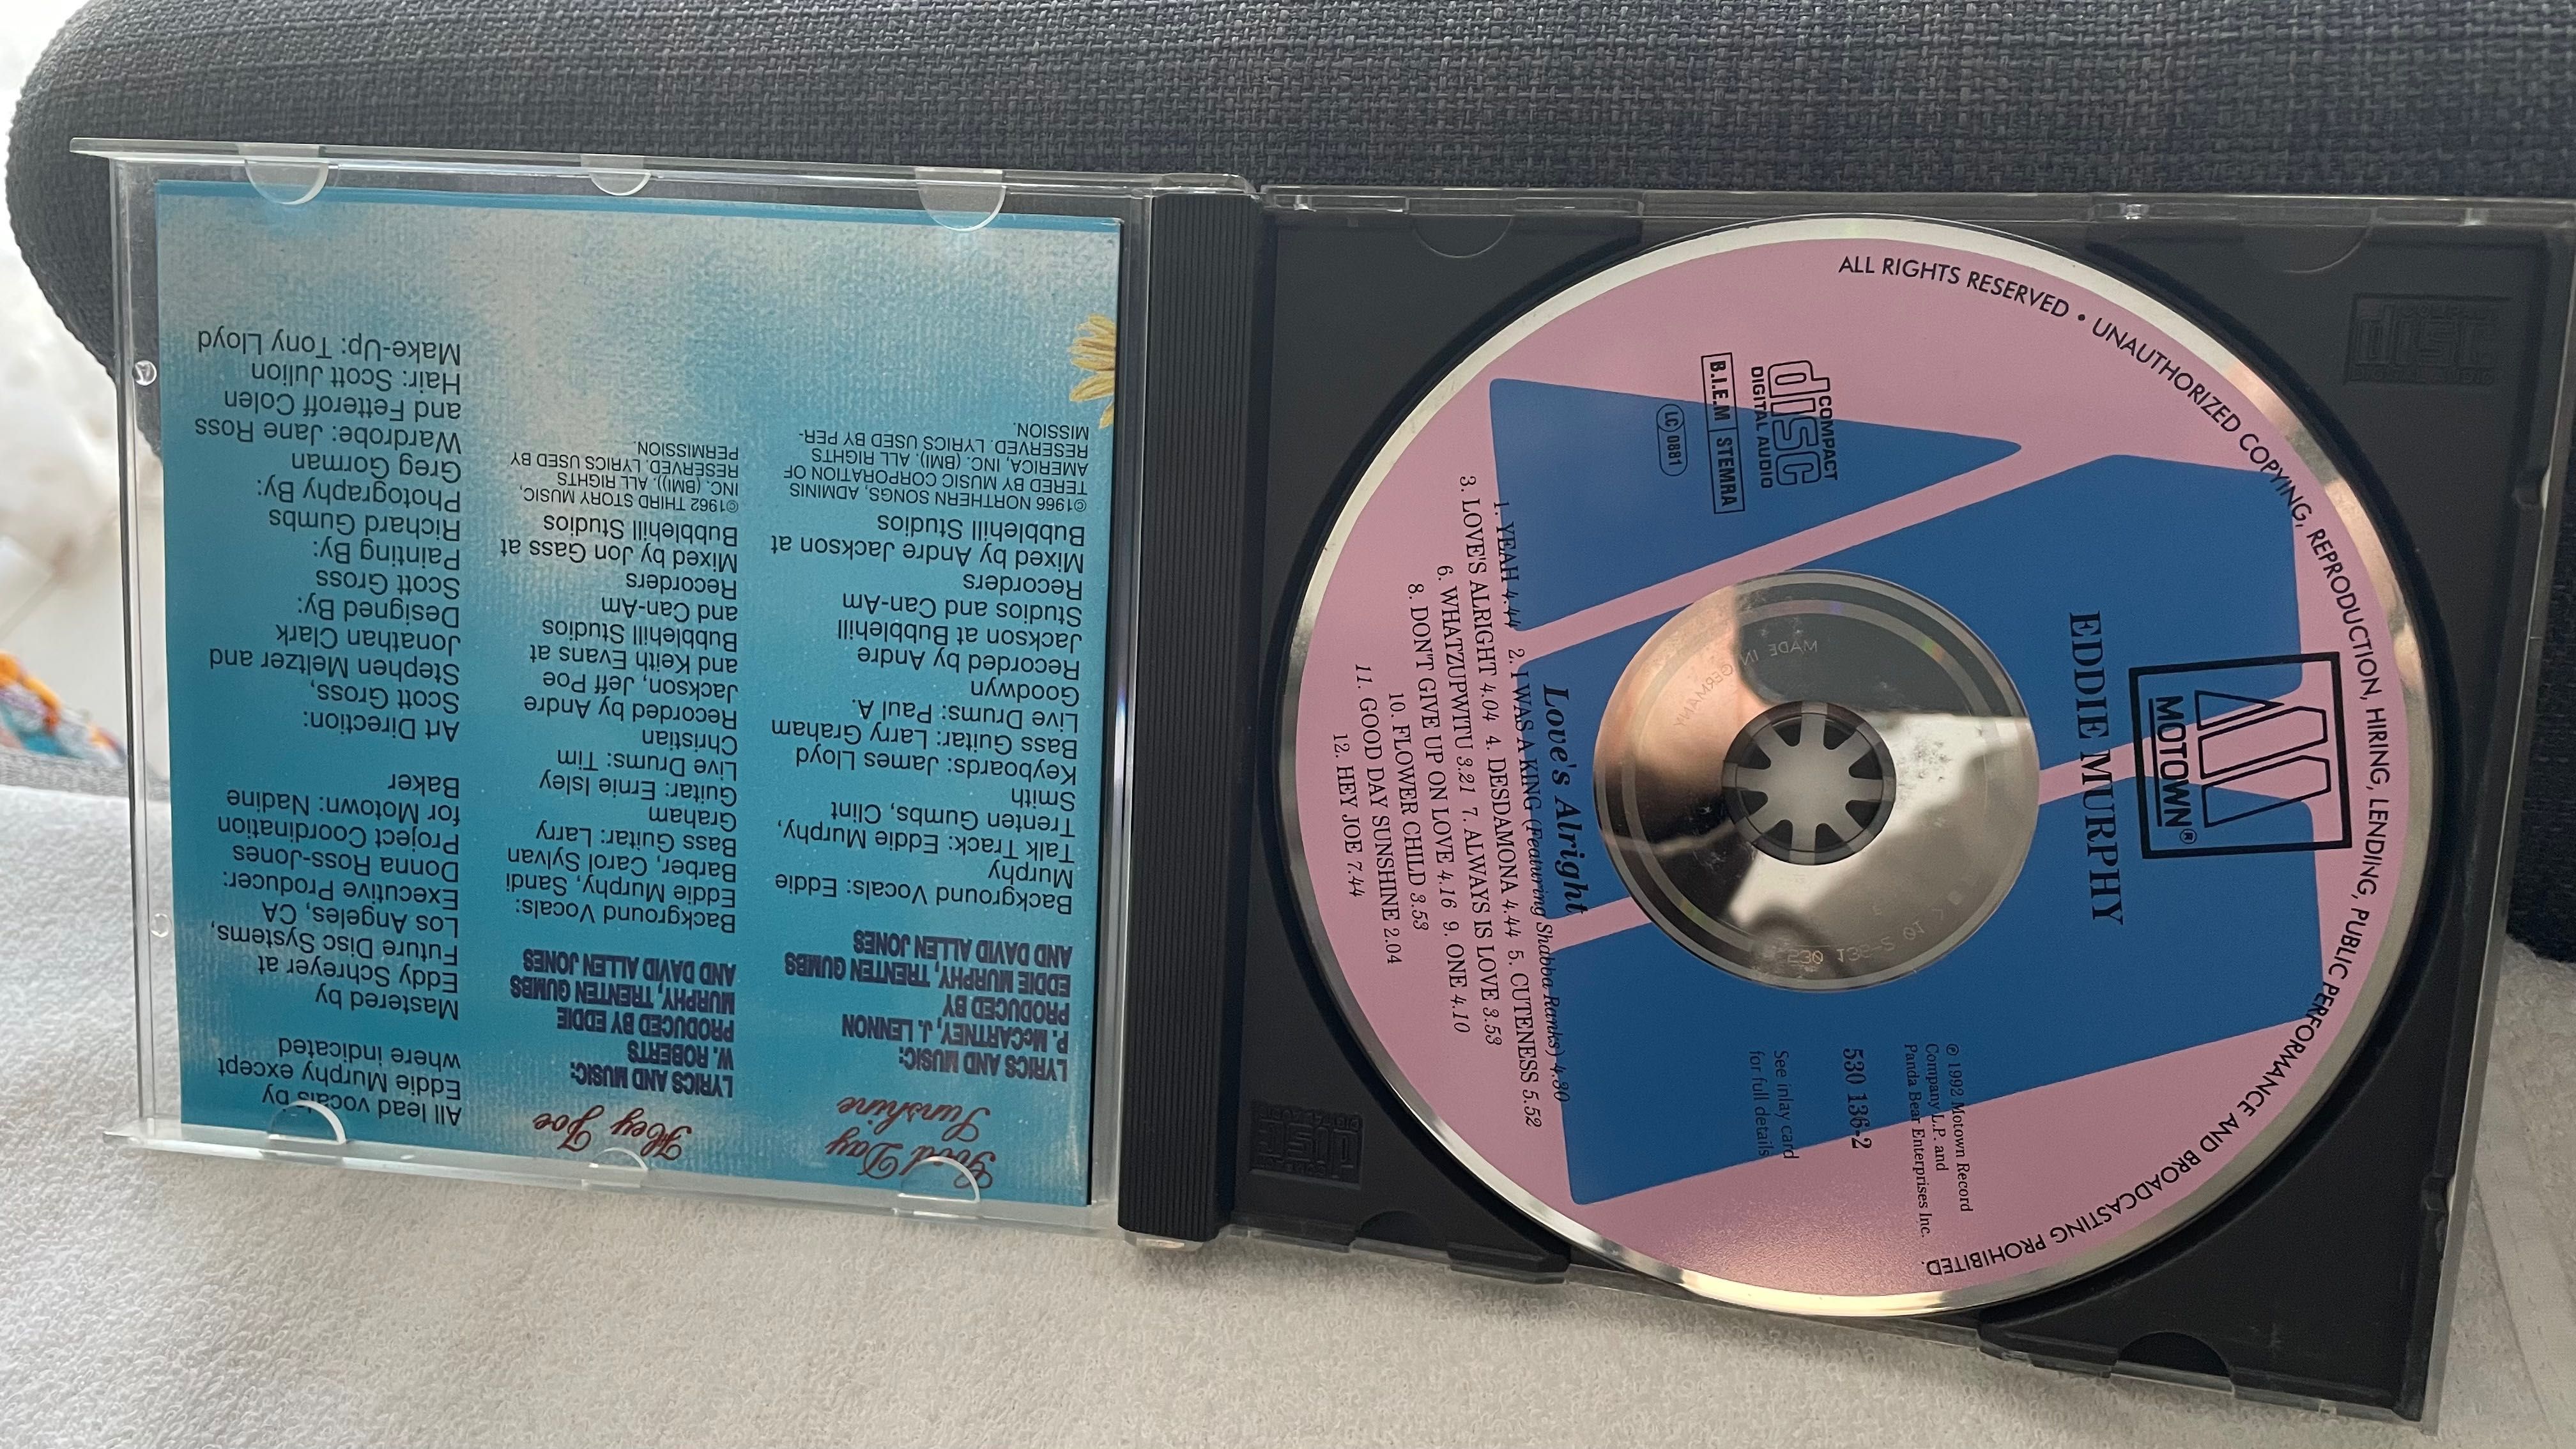 Good Day
Sunshine
LYRICS AND MUSIC:
P. McCARTNEY, J. LENNON
PRODUCED BY
EDDIE MURPHY, TRENTEN GUMBS
AND DAVID ALLEN JONES
Background Vocals: Eddie
Murphy
Talk Track: Eddie Murphy,
Trenten Gumbs, Clint
Smith
Keyboards: James Lloyd
Bass Guitar: Larry Graham
Live Drums: Paul A.
Goodwyn
Recorded by Andre
Jackson at Bubblehill
Studios and Can-Am
Recorders
Mixed by Andre Jackson at
Bubblehill Studios
©1966 NORTHERN SONGS, ADMINIS
TERED BY MUSIC CORPORATION OF
AMERICA, INC. (BMI). ALL RIGHTS
RESERVED. LYRICS USED BY PER-
MISSION.
Hey Joe
LYRICS AND MUSIC:
W. ROBERTS
PRODUCED BY EDDIE
MURPHY, TRENTEN GUMBS
AND DAVID ALLEN JONES
Background Vocals:
Eddie Murphy, Sandi
Barber, Carol Sylvan
Bass Guitar: Larry
Graham
Guitar: Ernie Isley
Live Drums: Tim
Christian
Recorded by Andre
Jackson, Jeff Poe
and Keith Evans at
Bubblehill Studios
and Can-Am
Recorders
Mixed by Jon Gass at
Bubblehill Studios
©1962 THIRD STORY MUSIC,
INC. (BMI)). ALL RIGHTS
RESERVED. LYRICS USED BY
PERMISSION.
All lead vocals by
Eddie Murphy except
where indicated
Mastered by
Eddy Schreyer at
Future Disc Systems,
Los Angeles, CA
Executive Producer:
Donna Ross-Jones
Project Coordination
for Motown: Nadine
Baker
Art Direction:
Scott Gross,
Stephen Meltzer and
Jonathan Clark
Designed By:
Scott Gross
Painting By:
Richard Gumbs
Photography By:
Greg Gorman
Wardrobe: Jane Ross
and Fetteroff Colen
Hair: Scott Julion
Make-Up: Tony Lloyd
ALL RIGHTS RESERVED • UNAUTHORIZED COPYING, REPRODUCTION, HIRING, LENDING, PUBLIC PERFORMANCE AND BROADCASTING PROHIBITED.
MOTOWN®
EDDIE MURPHY
COMPACT
disc
DIGITAL AUDIO
B.I.E.M STEMRA
LC 0881
℗ 1992 Motown Record
Company L.P. and
Panda Bear Enterprises Inc.
530 136-2
See inlay card
for full details
MADE IN GERMANY
530 136-2 01
Love's Alright
1. YEAH 4.44 2. I WAS A KING (Featuring Shabba Ranks) 4.30
3. LOVE'S ALRIGHT 4.04 4. DESDAMONA 4.44 5. CUTENESS 5.52
6. WHATZUPWITU 3.21 7. ALWAYS IS LOVE 3.53
8. DON'T GIVE UP ON LOVE 4.16 9. ONE 4.10
10. FLOWER CHILD 3.53
11. GOOD DAY SUNSHINE 2.04
12. HEY JOE 7.44